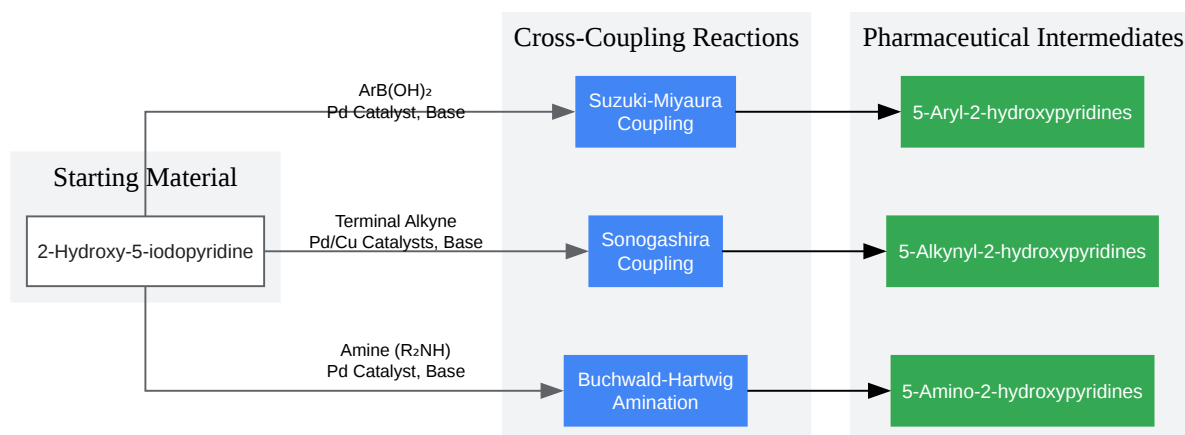 Cross-Coupling Reactions
Pharmaceutical Intermediates
ArB(OH)₂
Pd Catalyst, Base
Suzuki-Miyaura
Coupling
5-Aryl-2-hydroxypyridines
Starting Material
2-Hydroxy-5-iodopyridine
Terminal Alkyne
Pd/Cu Catalysts, Base
Sonogashira
Coupling
5-Alkynyl-2-hydroxypyridines
Amine (R₂NH)
Pd Catalyst, Base
Buchwald-Hartwig
Amination
5-Amino-2-hydroxypyridines